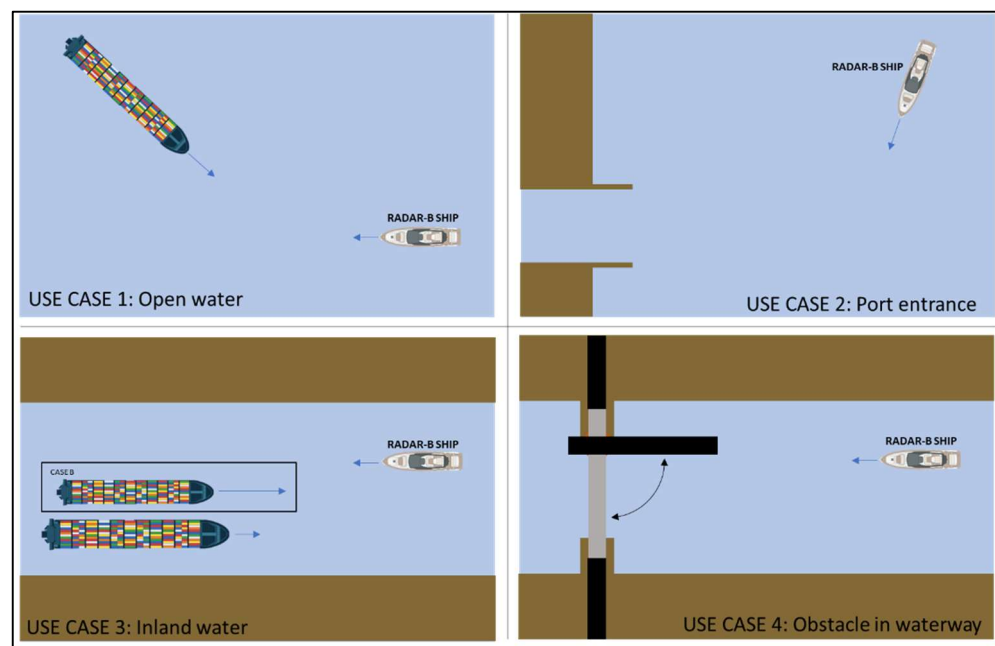 RADAR-B SHIP
USE CASE 1: Open water
RADAR-B SHIP
USE CASE 2: Port entrance
RADAR-B SHIP
CASE B
USE CASE 3: Inland water
RADAR-B SHIP
USE CASE 4: Obstacle in waterway